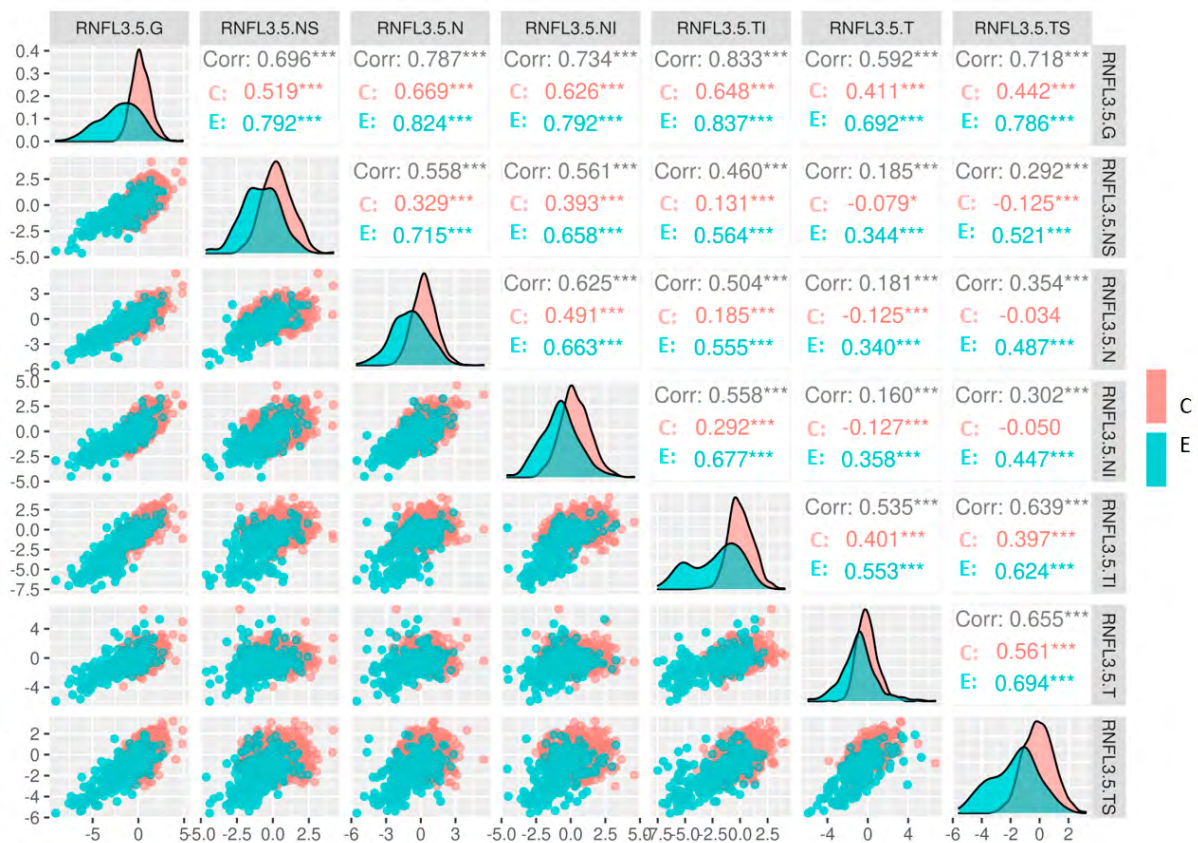 RNFL3.5.G RNFL3.5.NS RNFL3.5.N RNFL3.5.NI RNFL3.5.TI RNFL3.5.T RNFL3.5.TS
0.4 Corr: 0.696*** Corr: 0.787*** Corr: 0.734*** Corr: 0.833*** Corr: 0.592*** Corr: 0.718*** RNFL3.5.G
0.3
0.2 C: 0.519*** C: 0.669*** C: 0.626*** C: 0.648*** C: 0.411*** C: 0.442***
0.1 E: 0.792*** E: 0.824*** E: 0.792*** E: 0.837*** E: 0.692*** E: 0.786***
0.0
2.5 Corr: 0.558*** Corr: 0.561*** Corr: 0.460*** Corr: 0.185*** Corr: 0.292*** RNFL3.5.NS
0.0 C: 0.329*** C: 0.393*** C: 0.131*** C: -0.079* C: -0.125***
-2.5 E: 0.715*** E: 0.658*** E: 0.564*** E: 0.344*** E: 0.521***
-5.0
3 Corr: 0.625*** Corr: 0.504*** Corr: 0.181*** Corr: 0.354*** RNFL3.5.N
0 C: 0.491*** C: 0.185*** C: -0.125*** C: -0.034
-3 E: 0.663*** E: 0.555*** E: 0.340*** E: 0.487***
-6
5.0 Corr: 0.558*** Corr: 0.160*** Corr: 0.302*** RNFL3.5.NI
2.5
0.0 C: 0.292*** C: -0.127*** C: -0.050
-2.5 E: 0.677*** E: 0.358*** E: 0.447***
-5.0
C
E
2.5 Corr: 0.535*** Corr: 0.639*** RNFL3.5.TI
0.0 C: 0.401*** C: 0.397***
-2.5
-5.0 E: 0.553*** E: 0.624***
-7.5
4 Corr: 0.655*** RNFL3.5.T
0 C: 0.561***
-4 E: 0.694***
2 RNFL3.5.TS
0
-2
-4
-6
-5 0 5 -5.0 -2.5 0.0 2.5 -6 -3 0 3 -5.0 -2.5 0.0 2.5 5.0 -7.5 -5.0 -2.5 0.0 2.5 -4 0 4 -6 -4 -2 0 2